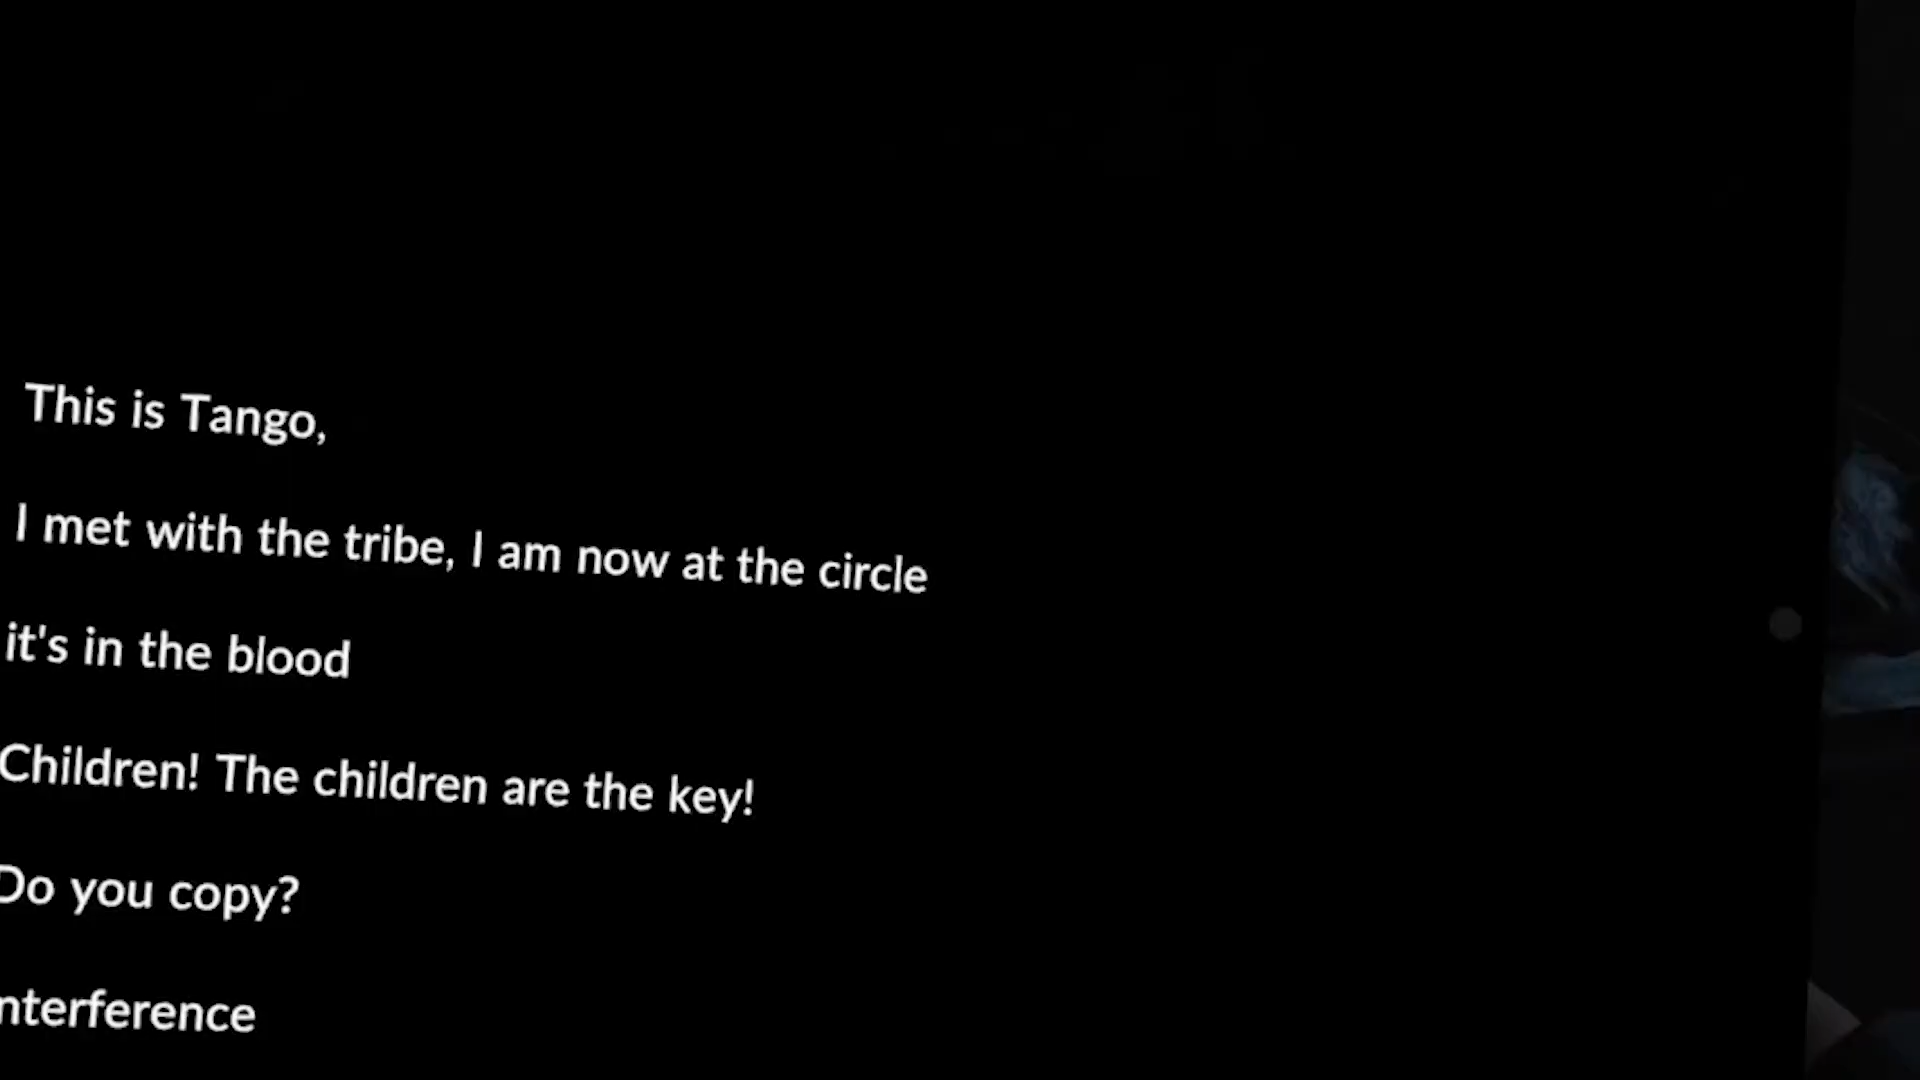 This is Tango,
I met with the tribe, I am now at the circle
it's in the blood
Children! The children are the key!
Do you copy?
nterference